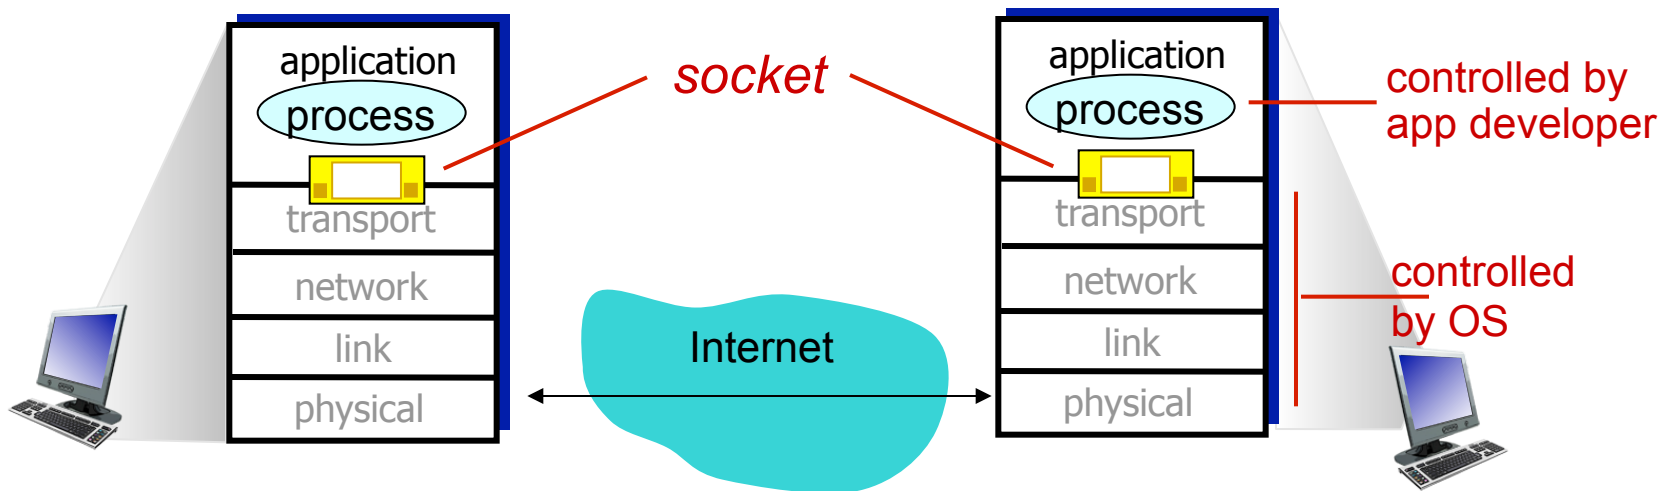 application
process
transport
network
link
physical
socket
Internet
application
process
transport
network
link
physical
controlled by
app developer
controlled
by OS